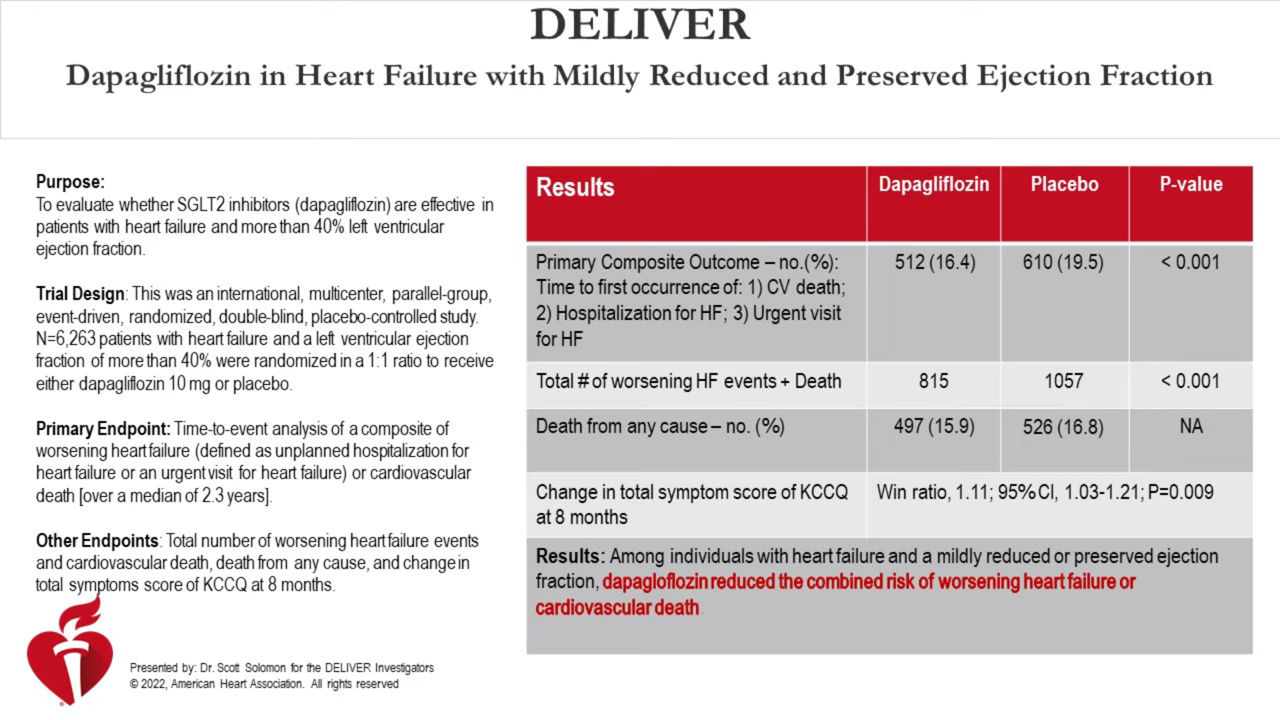 DELIVER
Dapagliflozin in Heart Failure with Mildly Reduced and Preserved Ejection Fraction
Purpose:
To evaluate whether SGLT2 inhibitors (dapagliflozin) are effective in
patients with heart failure and more than 40% left ventricular
ejection fraction.
Trial Design: This was an international, multicenter, parallel-group,
event-driven, randomized, double-blind, placebo-controlled study.
N=6,263 patients with heart failure and a left ventricular ejection
fraction of more than 40% were randomized in a 1:1 ratio to receive
either dapagliflozin 10 mg or placebo.
Primary Endpoint: Time-to-event analysis of a composite of
worsening heart failure (defined as unplanned hospitalization for
heart failure or an urgent visit for heart failure) or cardiovascular
death [over a median of 2.3 years].
Other Endpoints: Total number of worsening heart failure events
and cardiovascular death, death from any cause, and change in
total symptoms score of KCCQ at 8 months.
Presented by: Dr. Scott Solomon for the DELIVER Investigators
© 2022, American Heart Association. All rights reserved
Results Dapagliflozin Placebo P-value
Primary Composite Outcome – no.(%): 512 (16.4) 610 (19.5) < 0.001
Time to first occurrence of: 1) CV death;
2) Hospitalization for HF; 3) Urgent visit
for HF
Total # of worsening HF events + Death 815 1057 < 0.001
Death from any cause – no. (%) 497 (15.9) 526 (16.8) NA
Change in total symptom score of KCCQ Win ratio, 1.11; 95% CI, 1.03-1.21; P=0.009
at 8 months
Results: Among individuals with heart failure and a mildly reduced or preserved ejection
fraction, dapagloflozin reduced the combined risk of worsening heart failure or
cardiovascular death.